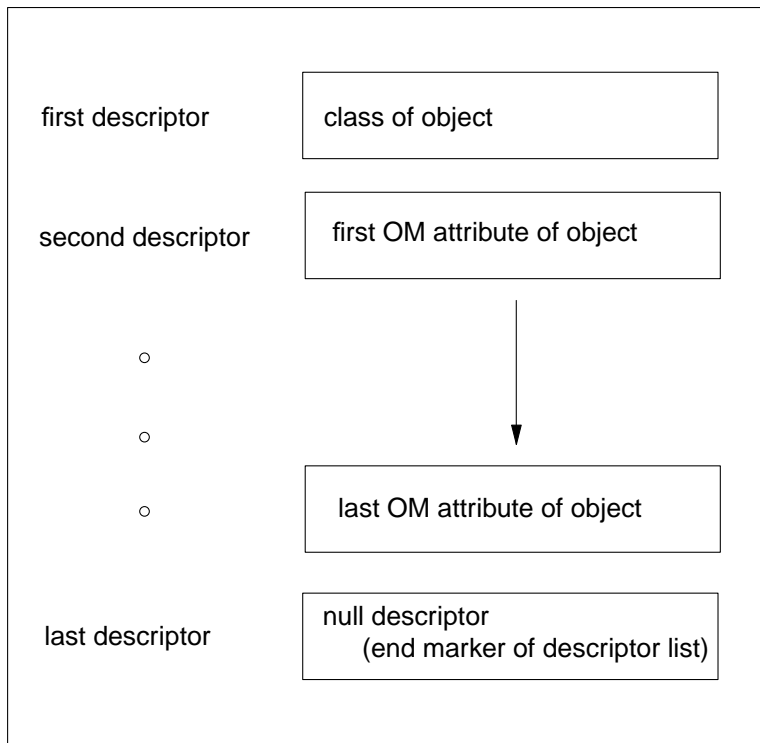 first descriptor
class of object
second descriptor
first OM attribute of object
last OM attribute of object
last descriptor
null descriptor
(end marker of descriptor list)